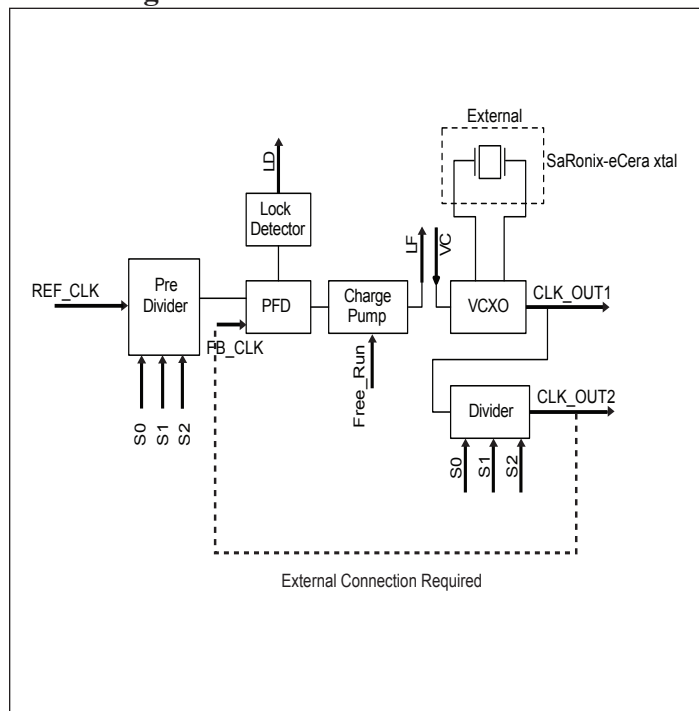 External
SaRonix-eCera xtal
LD
Lock
Detector
LF
VC
REF_CLK
Pre
Divider
PFD
Charge
Pump
VCXO
CLK_OUT1
FB_CLK
Free_Run
S0
S1
S2
Divider
CLK_OUT2
S0
S1
S2
External Connection Required